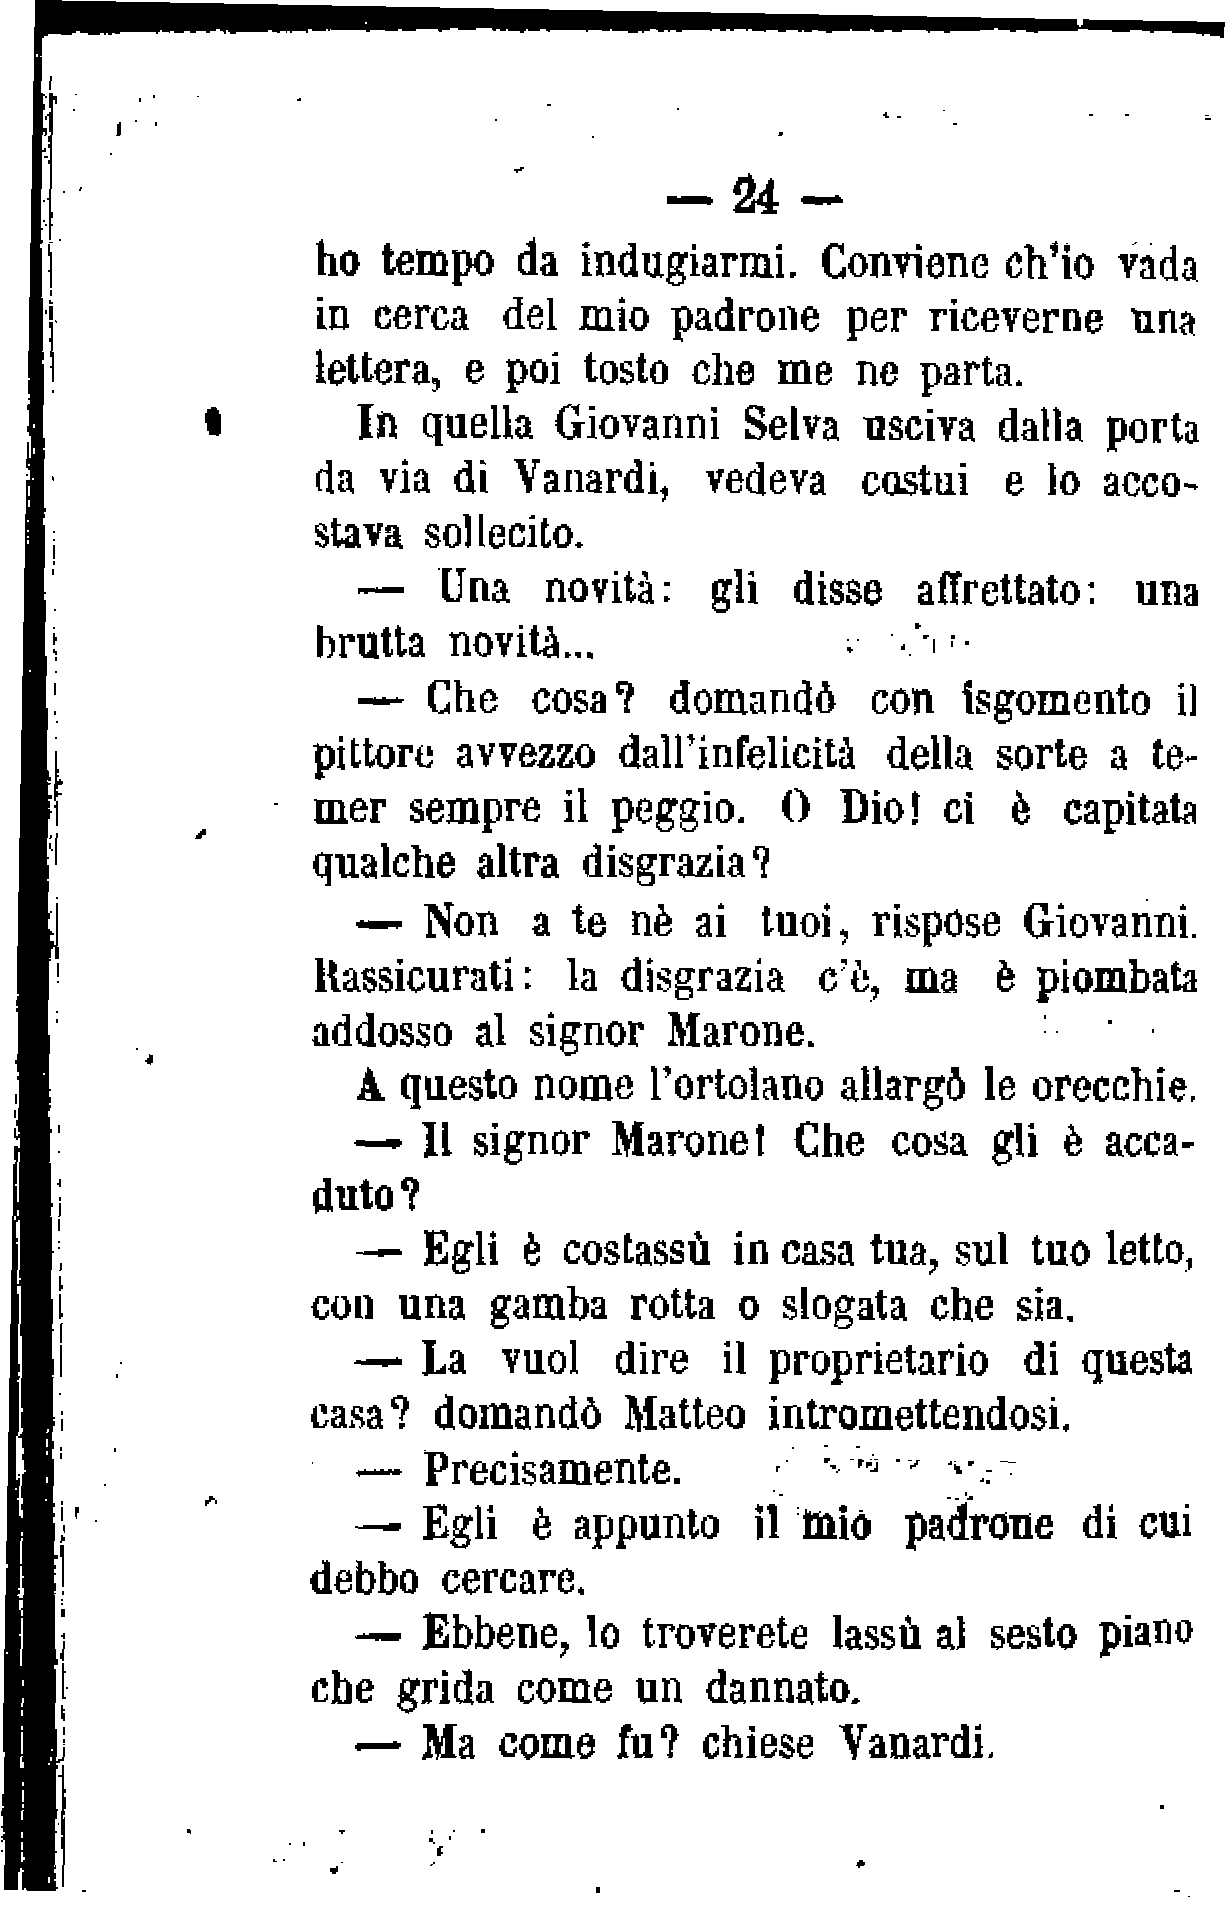 — 24 —
ho tempo da indugiarmi. Conviene ch'io vada
in cerca del mio padrone per riceverne una
lettera, e poi tosto che me ne parta.
In quella Giovanni Selva usciva dalla porta
da via di Vanardi, vedeva costui e lo acco-
stava sollecito.
— Una novità: gli disse affrettato: una
brutta novità...
— Che cosa? domandò con isgomento il
pittore avvezzo dall'infelicità della sorte a te-
mer sempre il peggio. O Dio! ci è capitata
qualche altra disgrazia?
— Non a te nè ai tuoi, rispose Giovanni.
Rassicurati: la disgrazia c'è, ma è piombata
addosso al signor Marone.
A questo nome l'ortolano allargò le orecchie.
— Il signor Marone! Che cosa gli è acca-
duto?
— Egli è costassù in casa tua, sul tuo letto,
con una gamba rotta o slogata che sia.
— La vuol dire il proprietario di questa
casa? domandò Matteo intromettendosi.
— Precisamente.
— Egli è appunto il mio padrone di cui
debbo cercare.
— Ebbene, lo troverete lassù al sesto piano
che grida come un dannato.
— Ma come fu? chiese Vanardi.